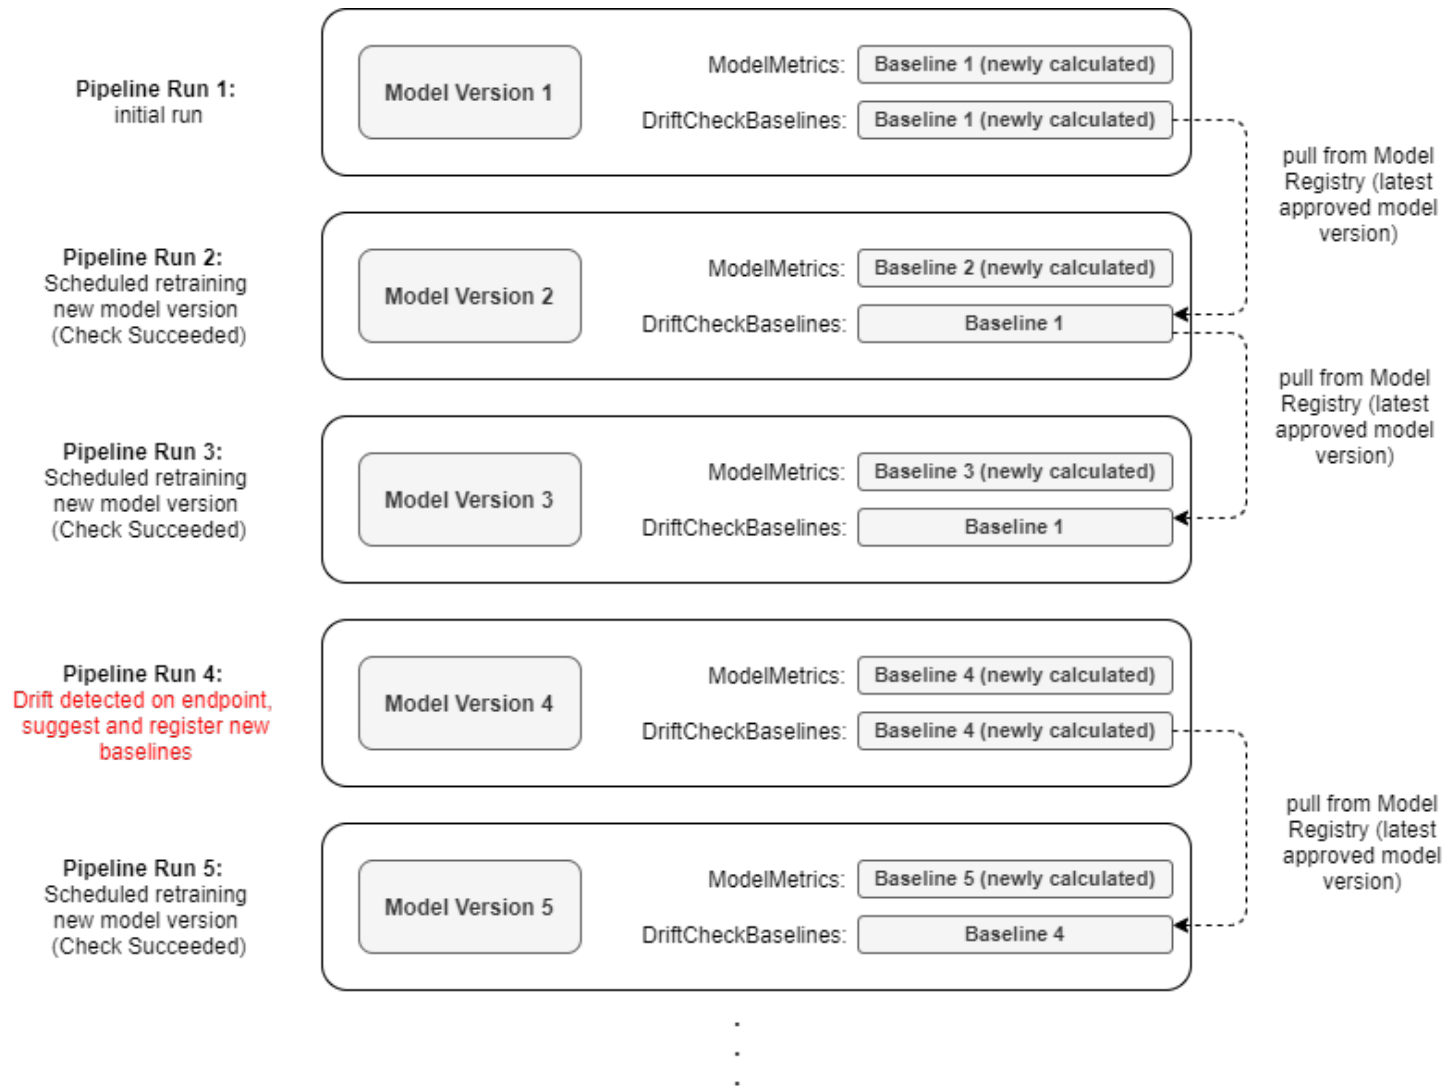 Pipeline Run 1:
initial run
Model Version 1
ModelMetrics:
Baseline 1 (newly calculated)
DriftCheckBaselines:
Baseline 1 (newly calculated)
pull from Model
Registry (latest
approved model
version)
Pipeline Run 2:
Scheduled retraining
new model version
(Check Succeeded)
Model Version 2
ModelMetrics:
Baseline 2 (newly calculated)
DriftCheckBaselines:
Baseline 1
pull from Model
Registry (latest
approved model
version)
Pipeline Run 3:
Scheduled retraining
new model version
(Check Succeeded)
Model Version 3
ModelMetrics:
Baseline 3 (newly calculated)
DriftCheckBaselines:
Baseline 1
Pipeline Run 4:
Drift detected on endpoint,
suggest and register new
baselines
Model Version 4
ModelMetrics:
Baseline 4 (newly calculated)
DriftCheckBaselines:
Baseline 4 (newly calculated)
pull from Model
Registry (latest
approved model
version)
Pipeline Run 5:
Scheduled retraining
new model version
(Check Succeeded)
Model Version 5
ModelMetrics:
Baseline 5 (newly calculated)
DriftCheckBaselines:
Baseline 4
.
.
.